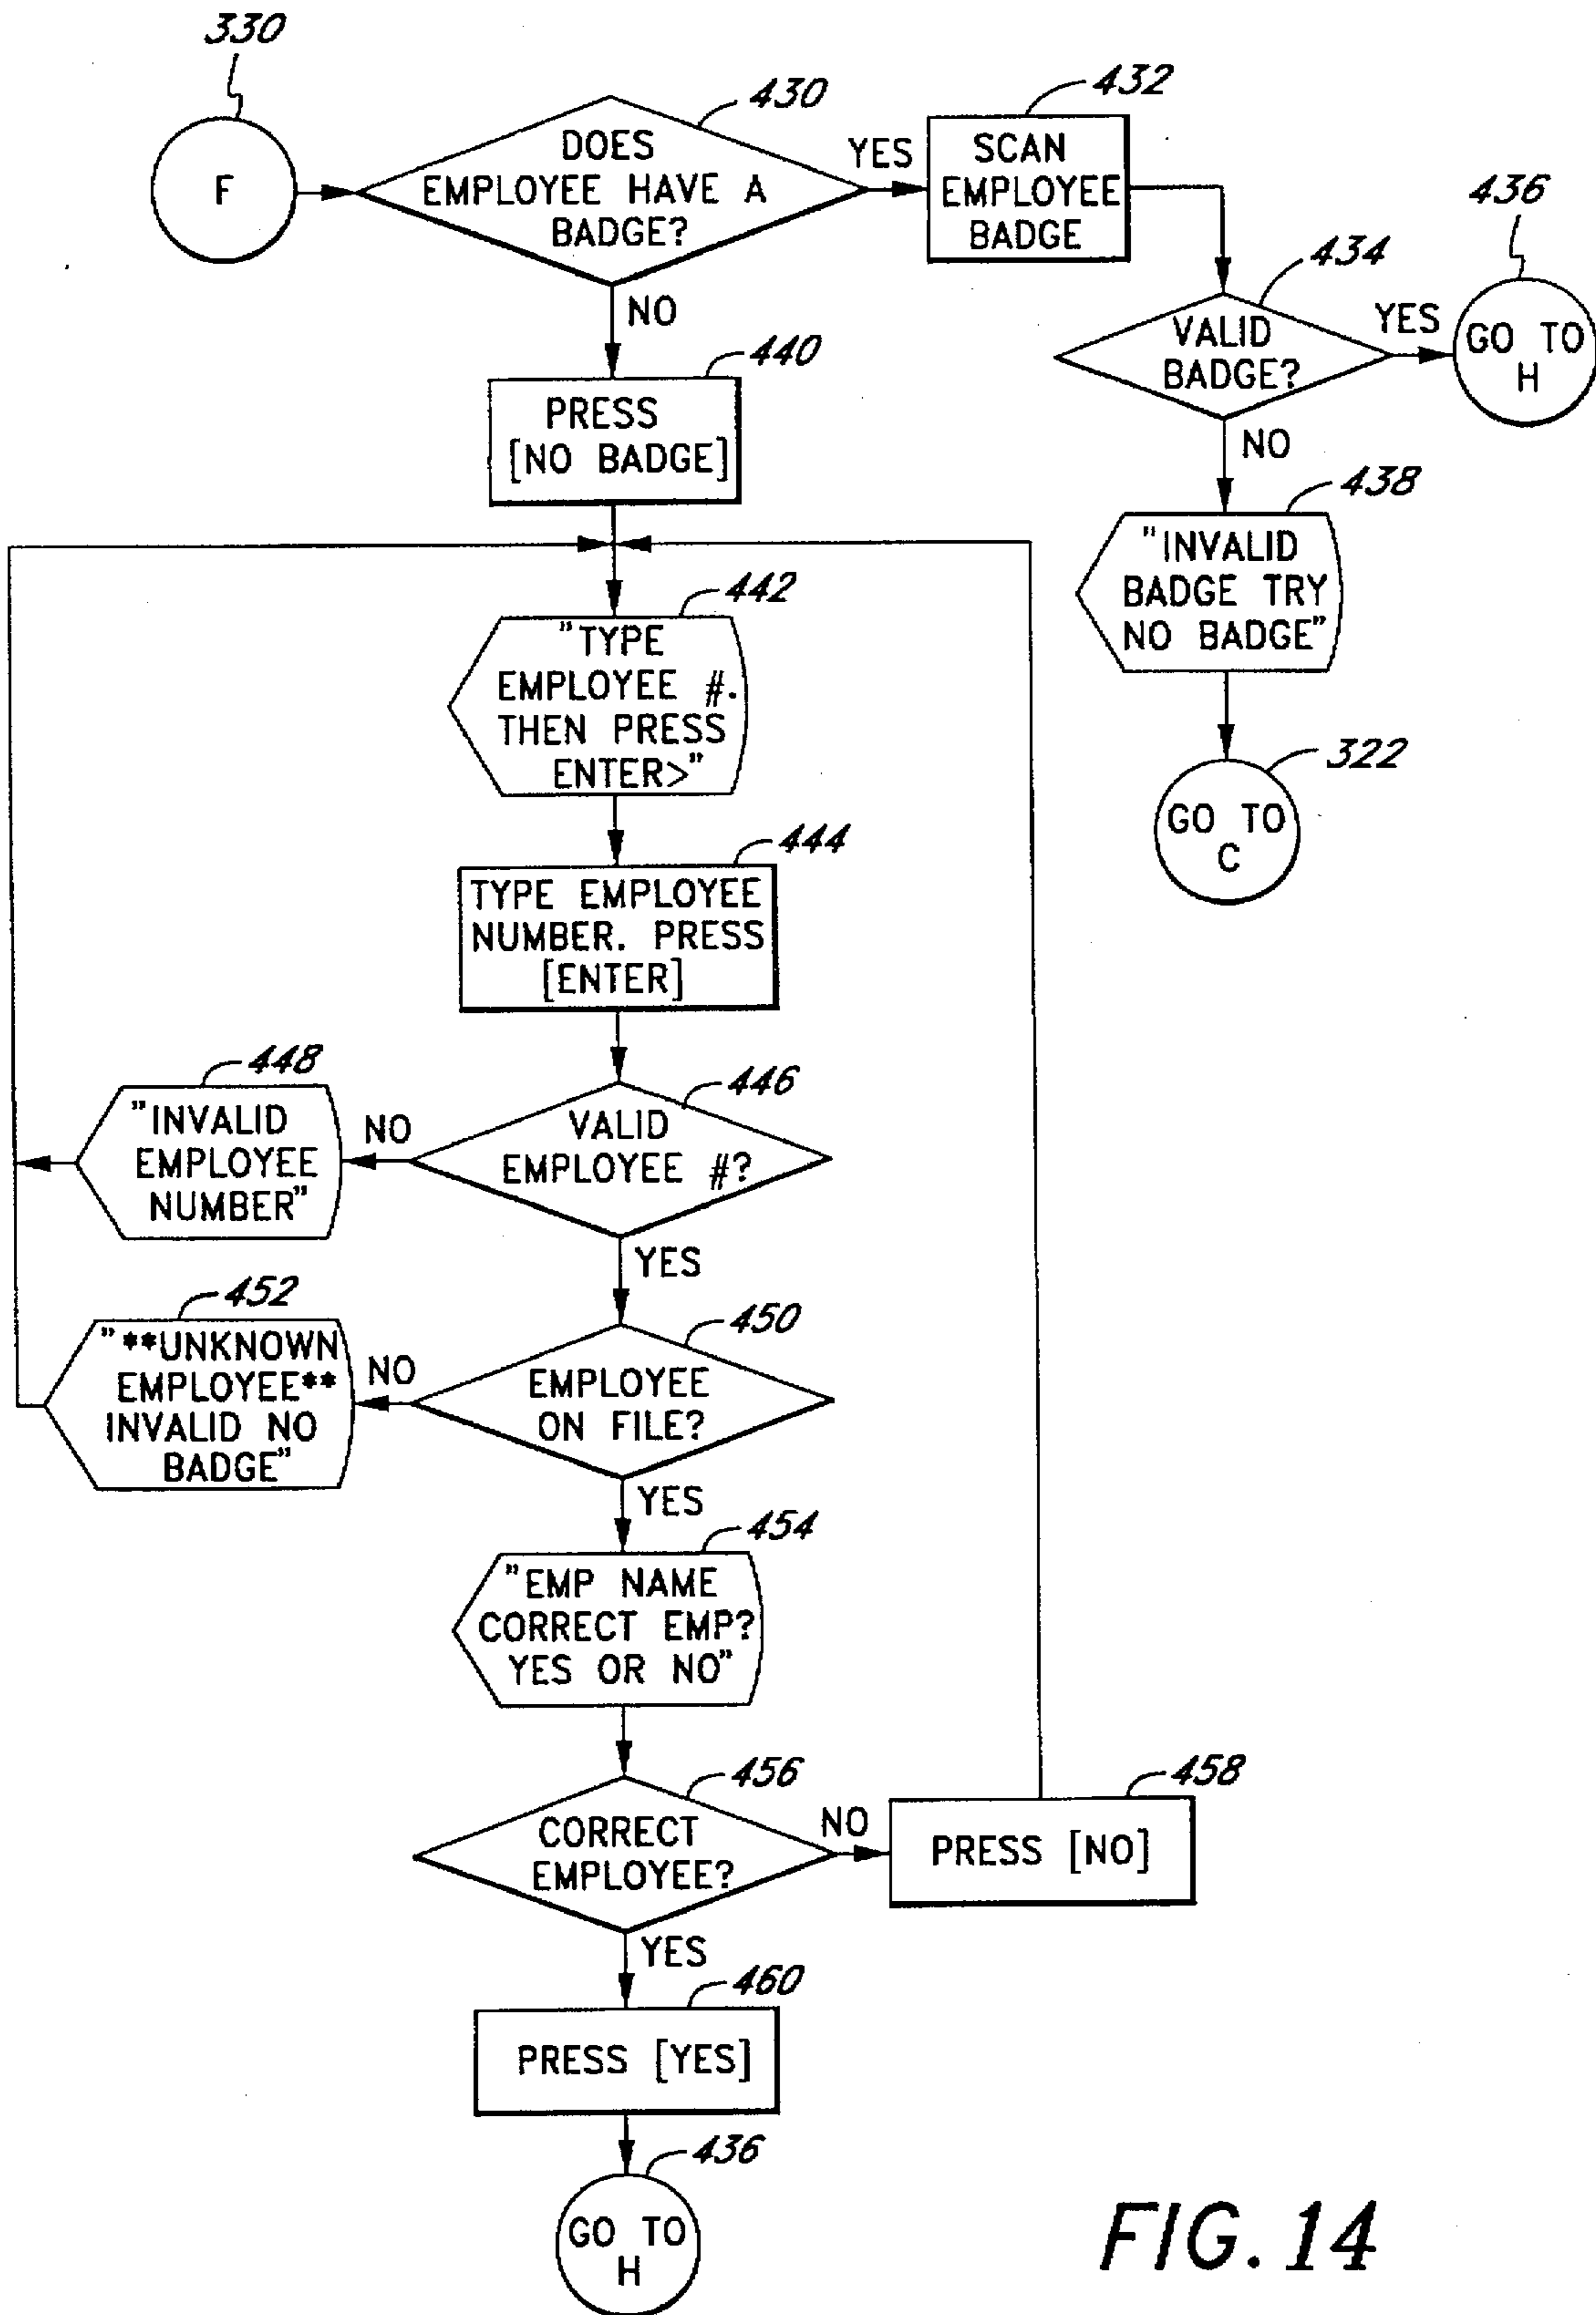 330
F
430
DOES
EMPLOYEE HAVE A
BADGE?
YES
432
SCAN
EMPLOYEE
BADGE
434
VALID
BADGE?
YES
436
GO TO
H
NO
438
"INVALID
BADGE TRY
NO BADGE"
322
GO TO
C
NO
440
PRESS
[NO BADGE]
442
"TYPE
EMPLOYEE #.
THEN PRESS
ENTER>"
444
TYPE EMPLOYEE
NUMBER. PRESS
[ENTER]
446
VALID
EMPLOYEE #?
NO
448
"INVALID
EMPLOYEE
NUMBER"
YES
450
EMPLOYEE
ON FILE?
NO
452
"**UNKNOWN
EMPLOYEE**
INVALID NO
BADGE"
YES
454
"EMP NAME
CORRECT EMP?
YES OR NO"
456
CORRECT
EMPLOYEE?
NO
458
PRESS [NO]
YES
460
PRESS [YES]
436
GO TO
H
FIG. 14